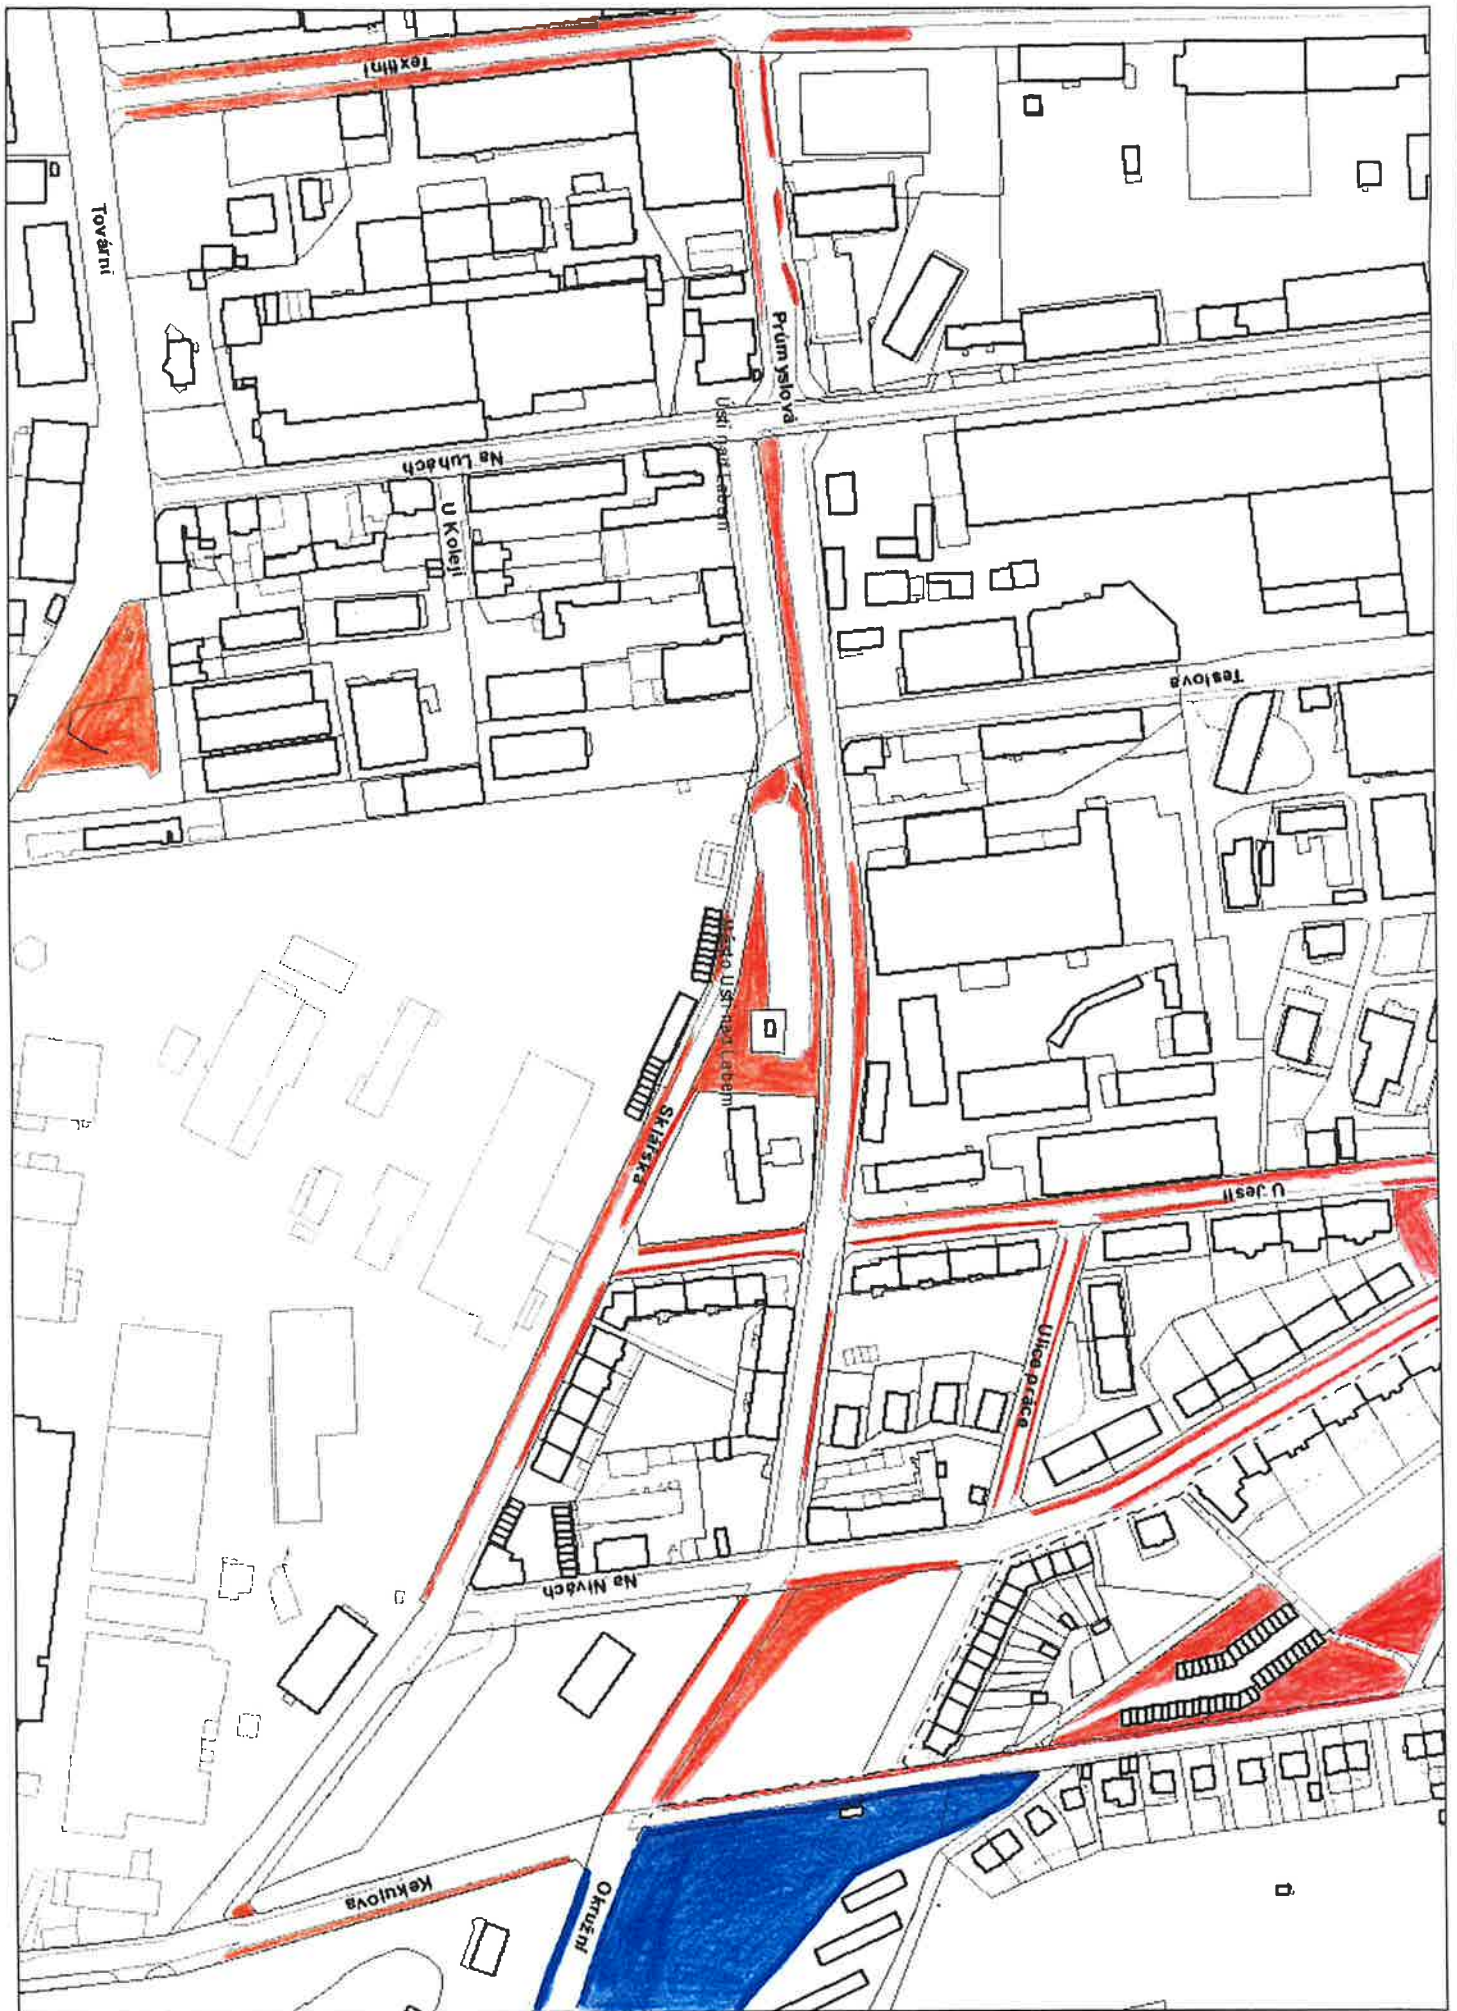 Textilní
Tovární
Průmyslová
Na Luhách
Ústí nad Labem
U Koleji
Teslova
Město Ústí nad Labem
Sklářská
U Jeslí
Ulice práce
Na Nivách
Kekulova
Okružní